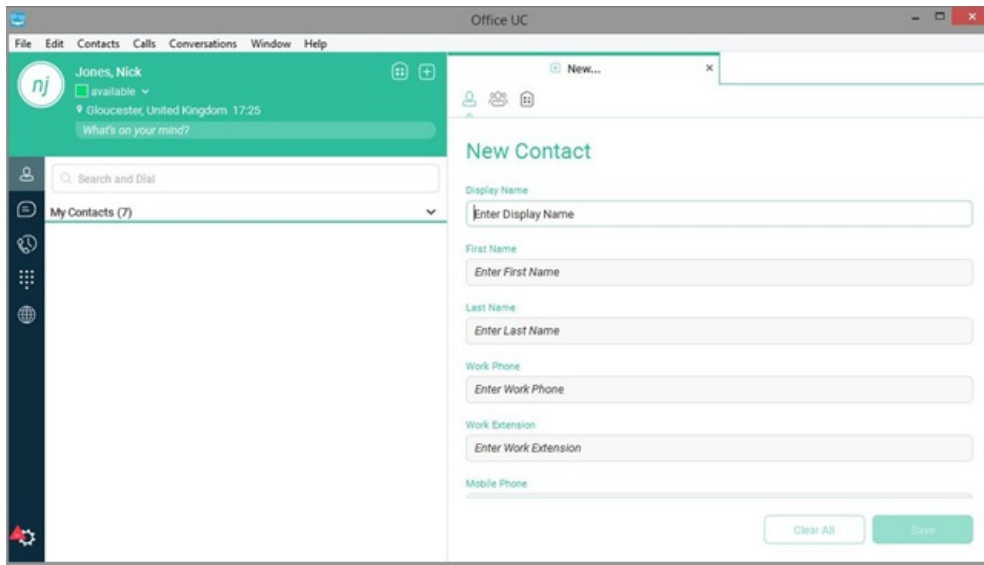 Office UC
File Edit Contacts Calls Conversations Window Help
nj
Jones, Nick
available
Gloucester, United Kingdom 17:25
What's on your mind?
Search and Dial
My Contacts (7)
New...
New Contact
Display Name
Enter Display Name
First Name
Enter First Name
Last Name
Enter Last Name
Work Phone
Enter Work Phone
Work Extension
Enter Work Extension
Mobile Phone
Clear All Save